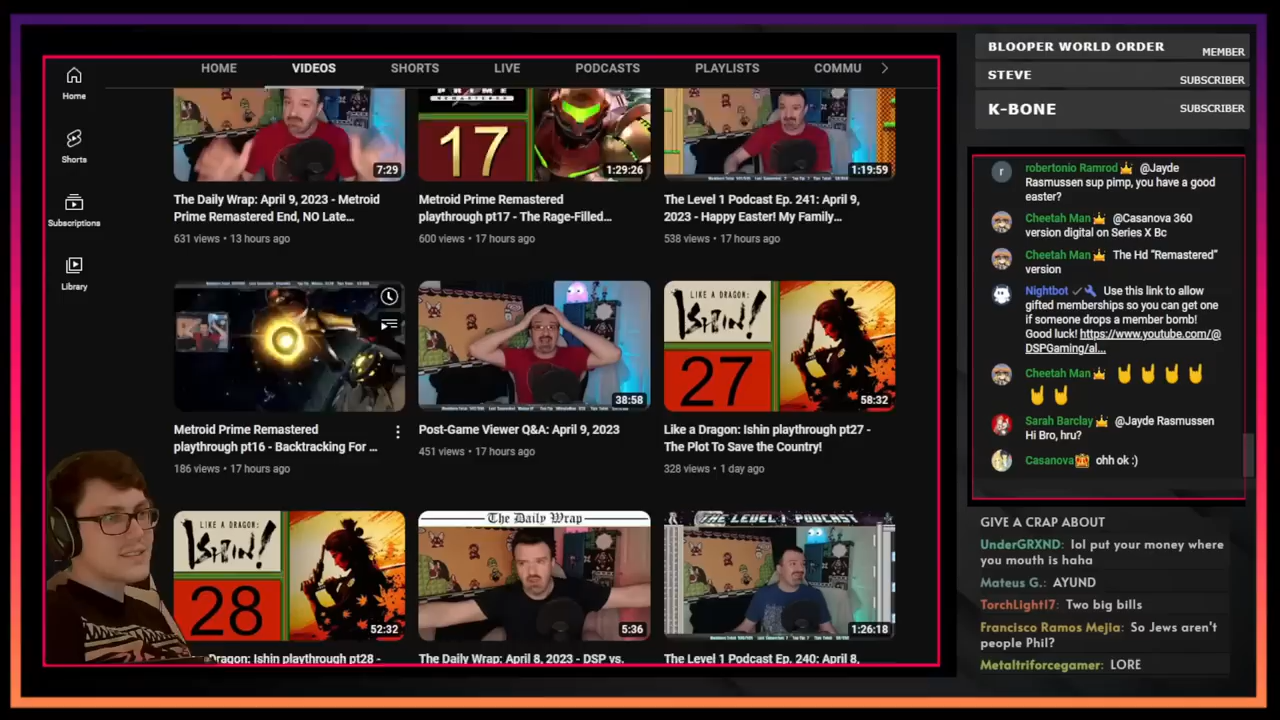 HOME
VIDEOS
SHORTS
LIVE
PODCASTS
PLAYLISTS
COMMU
Home
Shorts
Subscriptions
Library
7:29
The Daily Wrap: April 9, 2023 - Metroid
Prime Remastered End, NO Late...
631 views • 13 hours ago
REMASTERED
17
1:29:26
Metroid Prime Remastered
playthrough pt17 - The Rage-Filled...
600 views • 17 hours ago
1:19:59
The Level 1 Podcast Ep. 241: April 9,
2023 - Happy Easter! My Family...
538 views • 17 hours ago
Metroid Prime Remastered
playthrough pt16 - Backtracking For ...
186 views • 17 hours ago
38:58
Post-Game Viewer Q&A: April 9, 2023
451 views • 17 hours ago
LIKE A DRAGON:
ISHIN!
27
58:32
Like a Dragon: Ishin playthrough pt27 -
The Plot To Save the Country!
328 views • 1 day ago
LIKE A DRAGON:
ISHIN!
28
52:32
Dragon: Ishin playthrough pt28 -
The Daily Wrap
5:36
The Daily Wrap: April 8, 2023 - DSP vs.
THE LEVEL 1 PODCAST
1:26:18
The Level 1 Podcast Ep. 240: April 8,
BLOOPER WORLD ORDER
MEMBER
STEVE
SUBSCRIBER
K-BONE
SUBSCRIBER
r
robertonio Ramrod @Jayde
Rasmussen sup pimp, you have a good
easter?
Cheetah Man @Casanova 360
version digital on Series X Bc
Cheetah Man The Hd “Remastered”
version
Nightbot Use this link to allow
gifted memberships so you can get one
if someone drops a member bomb!
Good luck! https://www.youtube.com/@
DSPGaming/al...
Cheetah Man
Sarah Barclay @Jayde Rasmussen
Hi Bro, hru?
Casanova ohh ok :)
GIVE A CRAP ABOUT
UnderGRXND: lol put your money where
you mouth is haha
Mateus G.: AYUND
TorchLight17: Two big bills
Francisco Ramos Mejia: So Jews aren't
people Phil?
Metaltriforcegamer: LORE